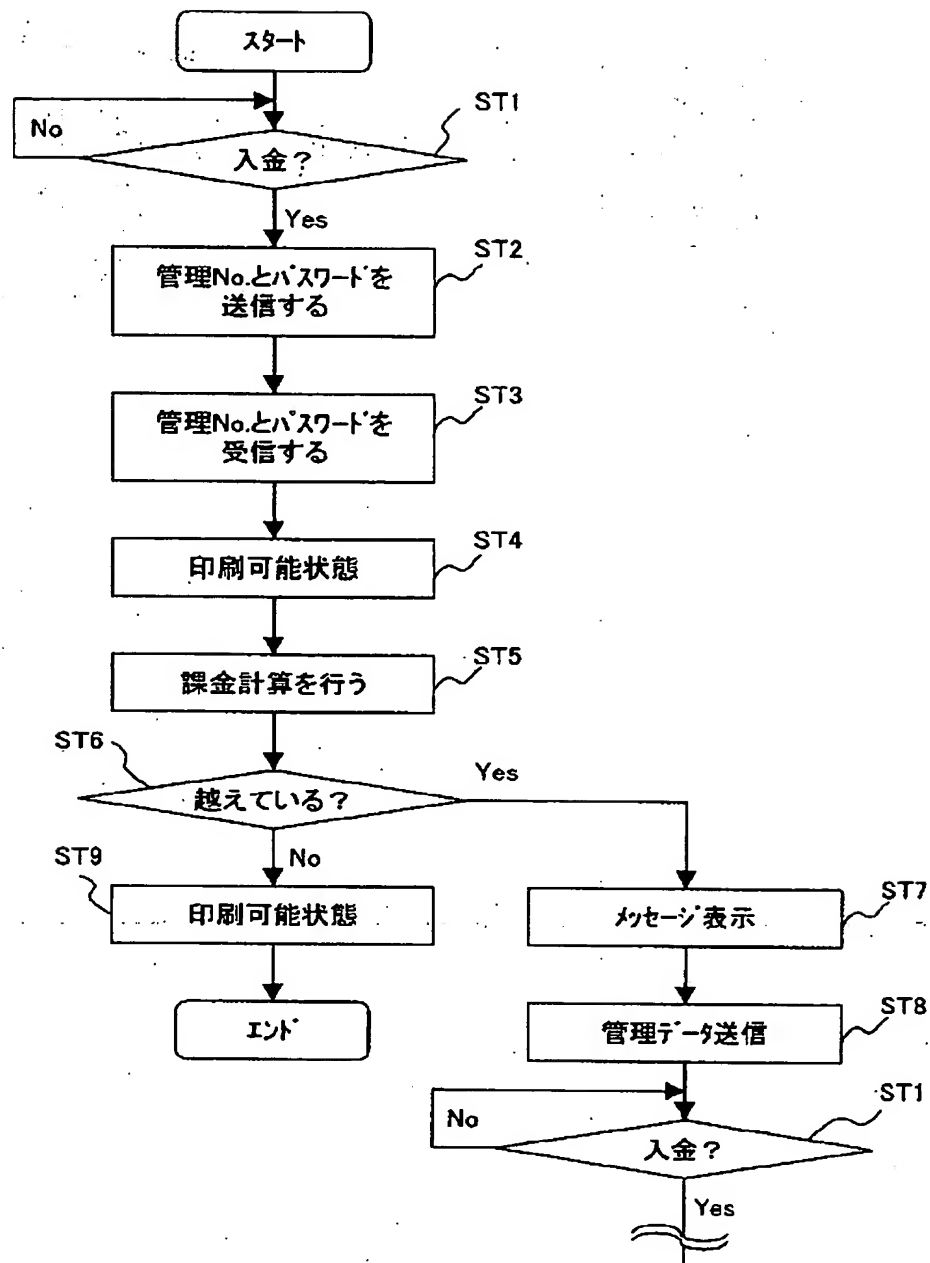 スタート
ST1
No
入金？
Yes
ST2
管理No.とパスワードを
送信する
ST3
管理No.とパスワードを
受信する
ST4
印刷可能状態
ST5
課金計算を行う
ST6
越えている？
Yes
No
ST9
印刷可能状態
エンド
ST7
メッセージ表示
ST8
管理データ送信
ST1
No
入金？
Yes